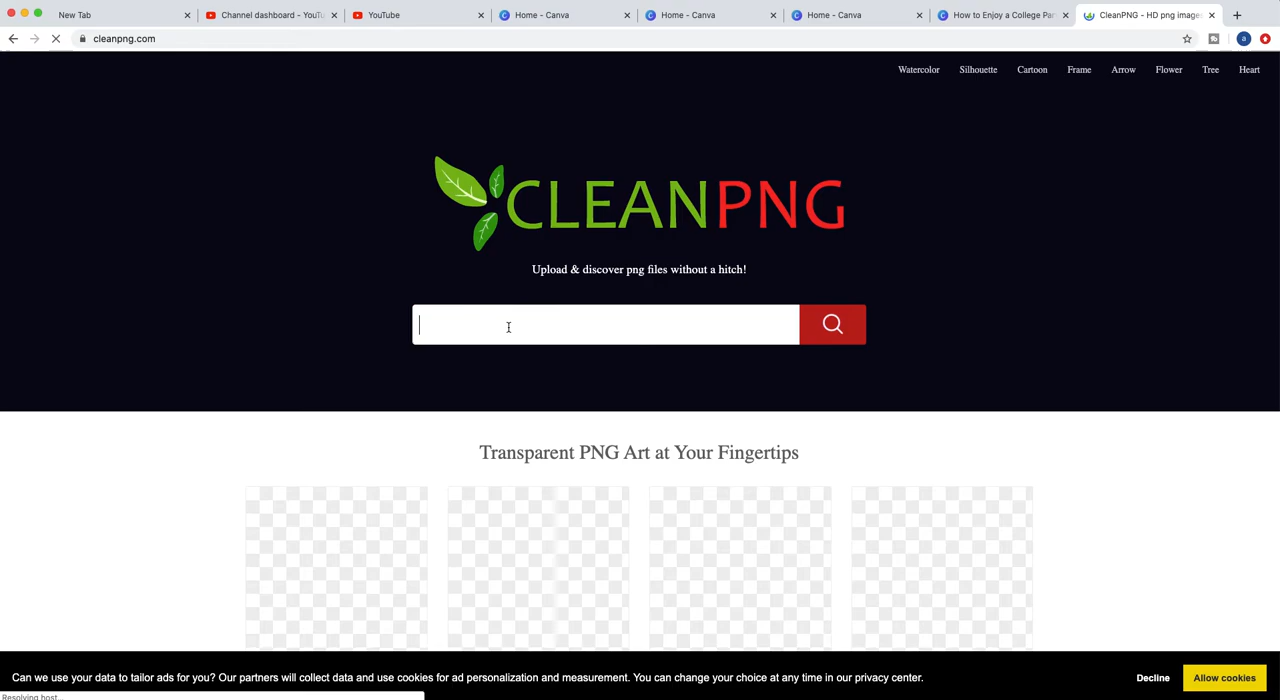 New Tab
Channel dashboard - YouTu
YouTube
Home - Canva
Home - Canva
Home - Canva
How to Enjoy a College Par
CleanPNG - HD png images
cleanpng.com
a
Watercolor Silhouette Cartoon Frame Arrow Flower Tree Heart
CLEANPNG
Upload & discover png files without a hitch!
Transparent PNG Art at Your Fingertips
Can we use your data to tailor ads for you? Our partners will collect data and use cookies for ad personalization and measurement. You can change your choice at any time in our privacy center.
Decline
Allow cookies
Resolving host...